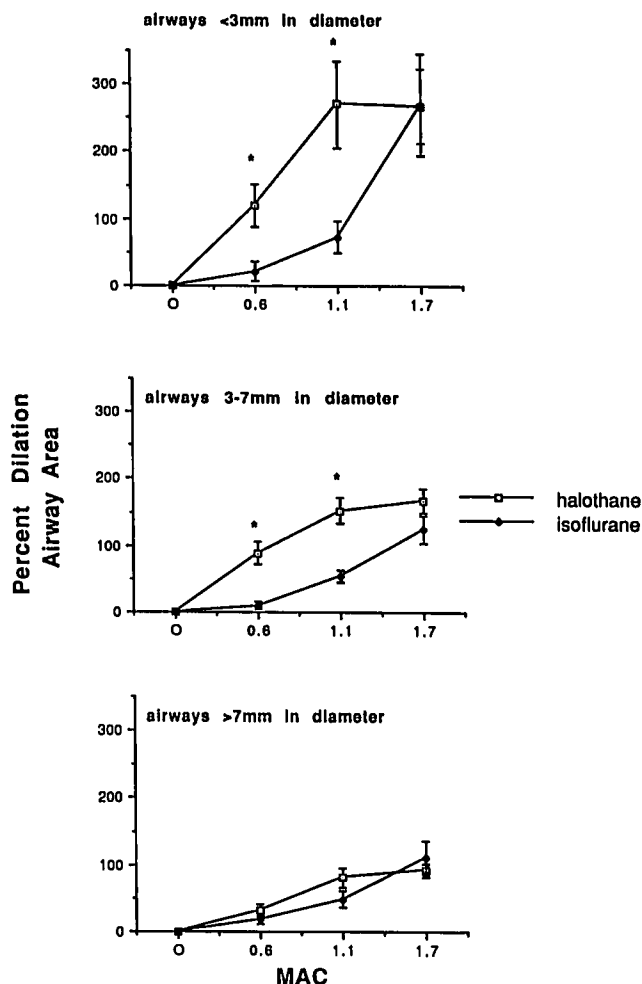 airways <3mm in diameter
*
*
300
200
100
0
O 0.6 1.1 1.7
Percent Dilation
Airway Area
airways 3-7mm in diameter
*
*
300
200
100
0
O 0.6 1.1 1.7
halothane
isoflurane
airways >7mm in diameter
300
200
100
0
O 0.6 1.1 1.7
MAC